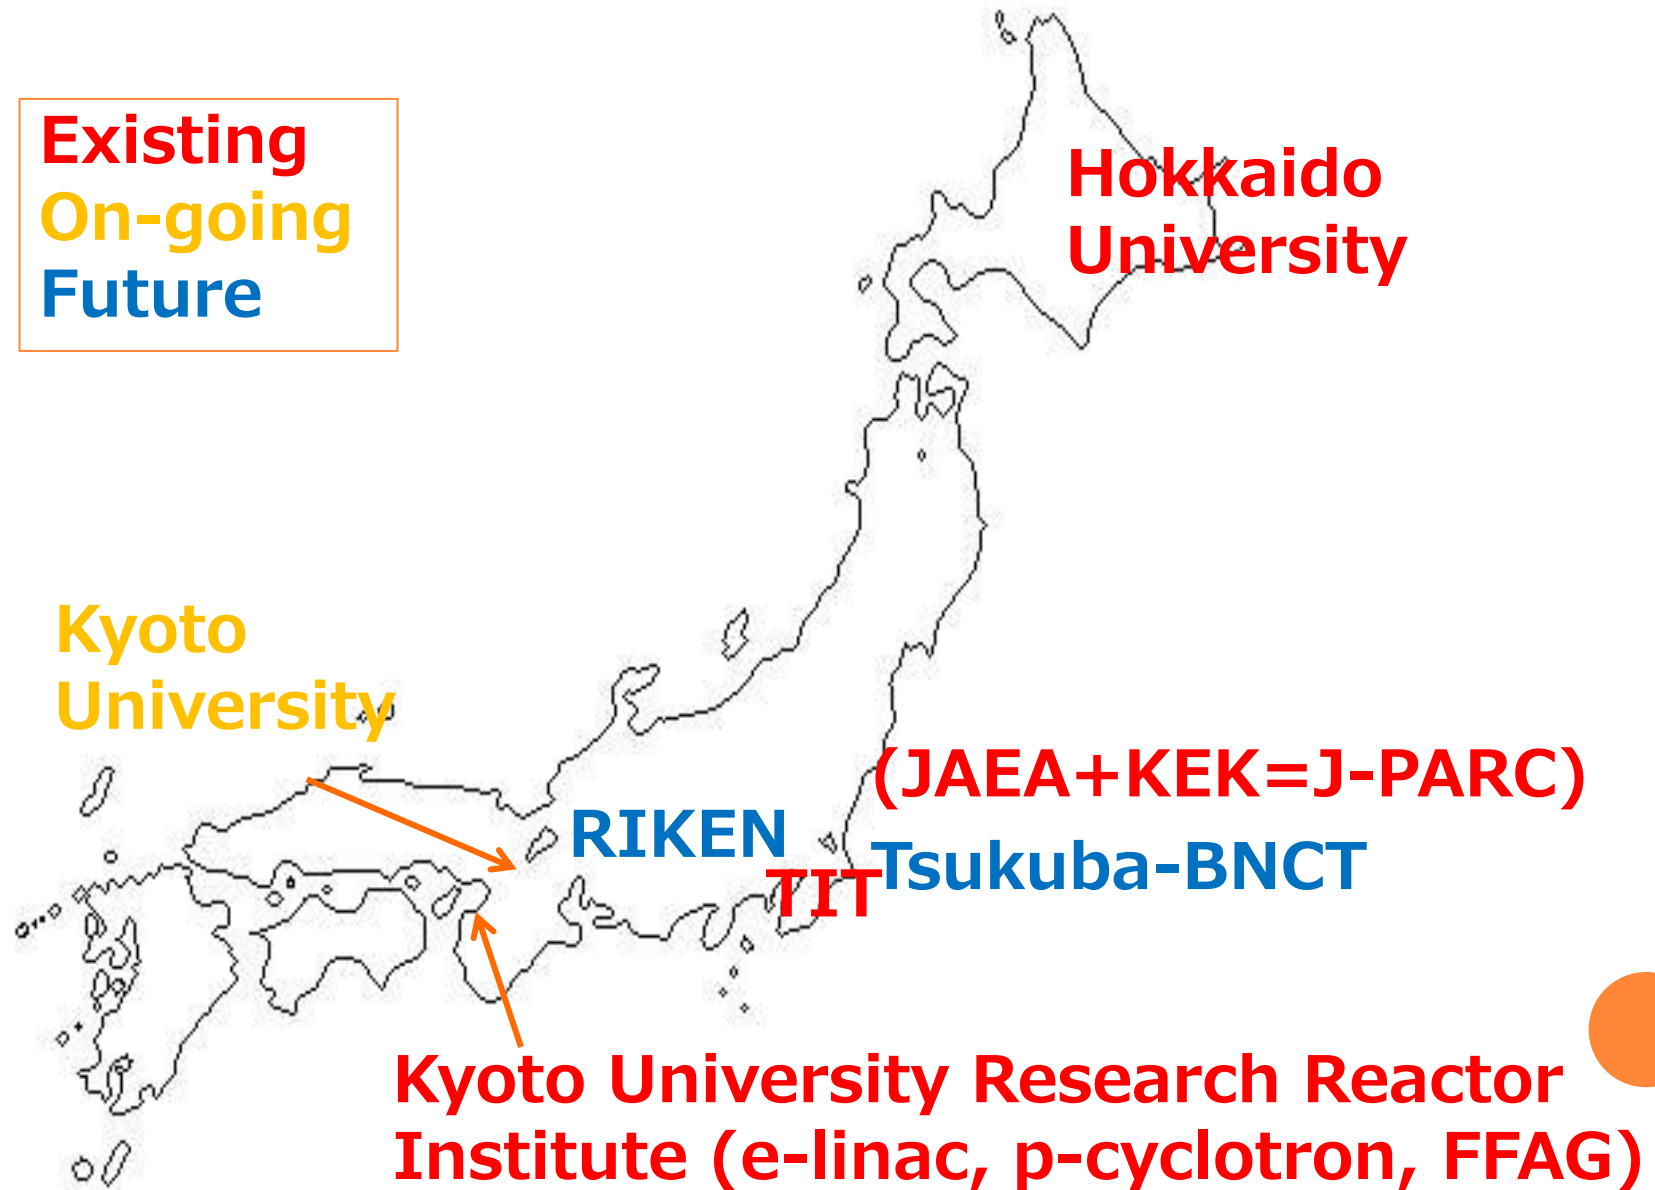 Existing
On-going
Future
Hokkaido
University
Kyoto
University
(JAEA+KEK=J-PARC)
RIKEN
Tsukuba-BNCT
TIT
Kyoto University Research Reactor
Institute (e-linac, p-cyclotron, FFAG)